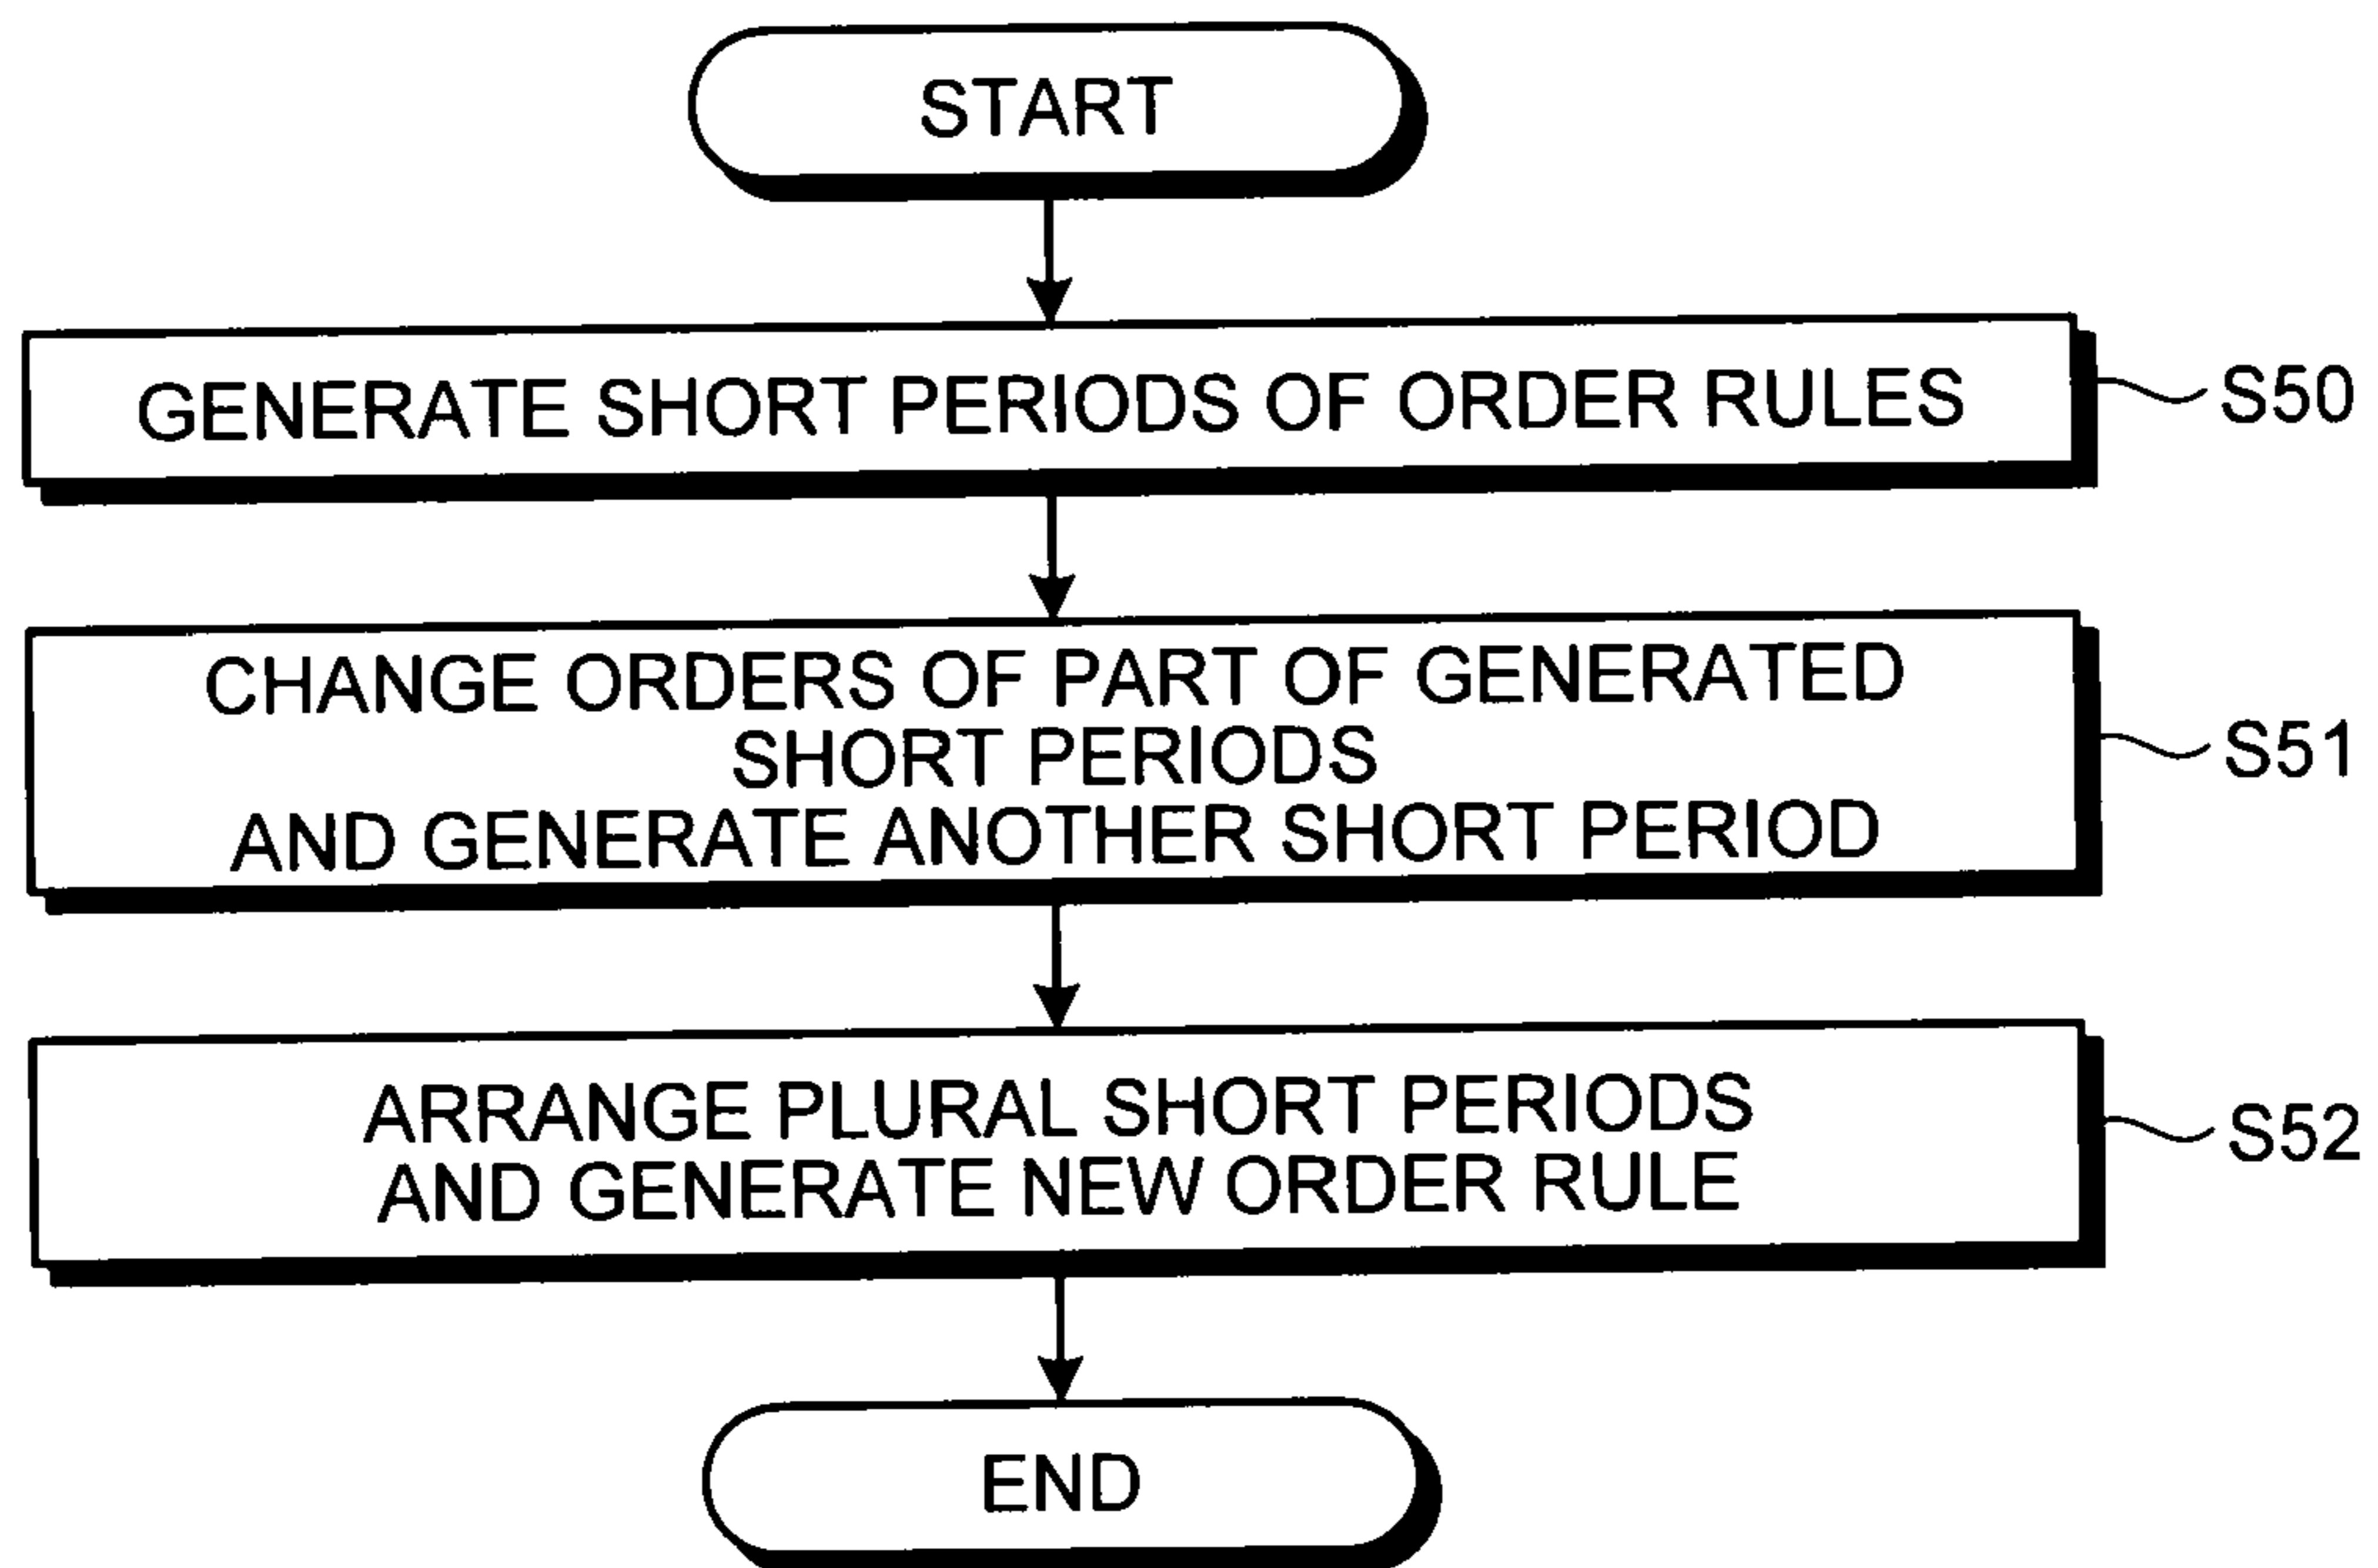 START
GENERATE SHORT PERIODS OF ORDER RULES
S50
CHANGE ORDERS OF PART OF GENERATED
SHORT PERIODS
AND GENERATE ANOTHER SHORT PERIOD
S51
ARRANGE PLURAL SHORT PERIODS
AND GENERATE NEW ORDER RULE
S52
END